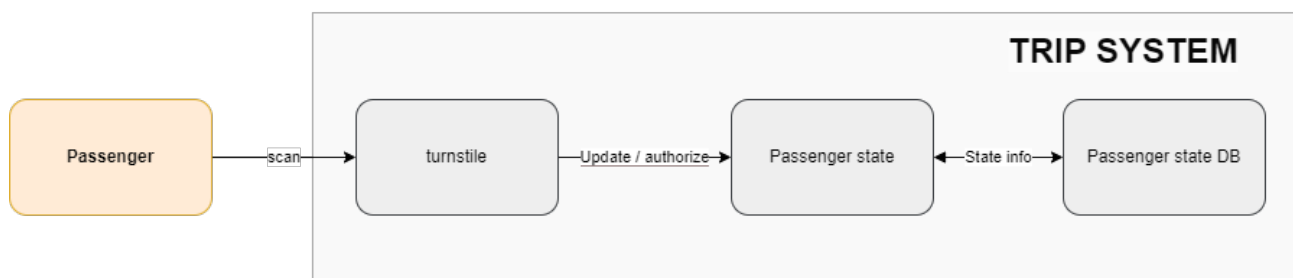 TRIP SYSTEM
Passenger
scan
turnstile
Update / authorize
Passenger state
State info
Passenger state DB